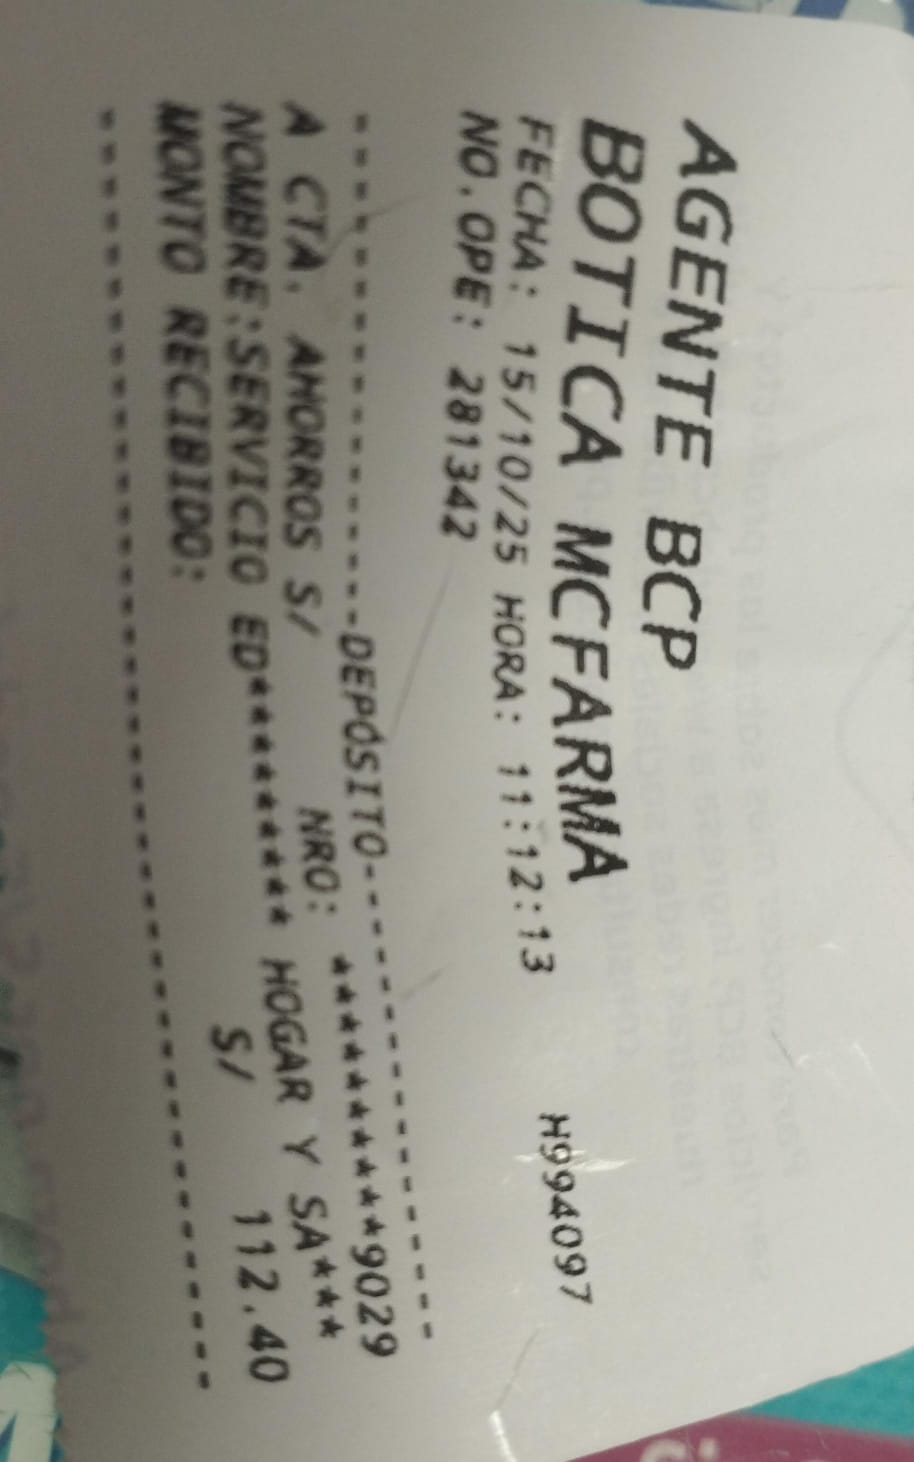 AGENTE BCP
BOTICA MCFARMA
FECHA: 15/10/25 HORA: 11:12:13 H994097
NO.OPE: 281342
----------------DEPÓSITO----------------
A CTA. AHORROS S/ NRO: **********9029
NOMBRE:SERVICIO ED********** HOGAR Y SA***
MONTO RECIBIDO: S/ 112.40
----------------------------------------